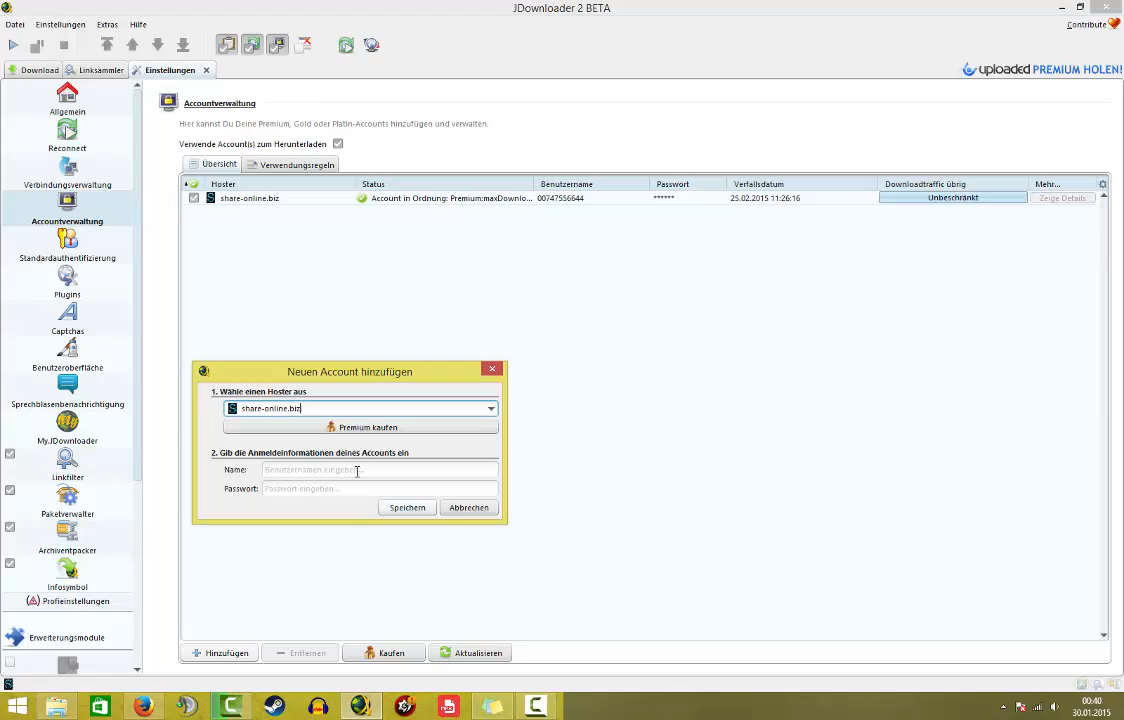 JDownloader 2 BETA
Datei Einstellungen Extras Hilfe
Contribute
Download Linksammler Einstellungen
uploaded PREMIUM HOLEN!
Allgemein
Reconnect
Verbindungsverwaltung
Accountverwaltung
Standardauthentifizierung
Plugins
Captchas
Benutzeroberfläche
Sprechblasenbenachrichtigung
My.JDownloader
Linkfilter
Paketverwalter
Archiventpacker
Infosymbol
Profieinstellungen
Erweiterungsmodule
Accountverwaltung
Hier kannst Du Deine Premium, Gold oder Platin-Accounts hinzufügen und verwalten.
Verwende Account(s) zum Herunterladen
Übersicht Verwendungsregeln
Hoster Status Benutzername Passwort Verfallsdatum Downloadtraffic übrig Mehr...
share-online.biz Account in Ordnung: Premium:maxDownlo... 00747556644 ****** 25.02.2015 11:26:16 Unbeschränkt Zeige Details
Neuen Account hinzufügen
1. Wähle einen Hoster aus
share-online.biz
Premium kaufen
2. Gib die Anmeldeinformationen deines Accounts ein
Name: Benutzernamen eingeben...
Passwort: Passwort eingeben...
Speichern Abbrechen
Hinzufügen Entfernen Kaufen Aktualisieren
00:40
30.01.2015